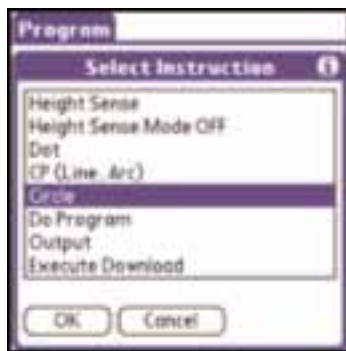 Program
Select Instruction
Height Sense
Height Sense Mode OFF
Dot
CP (Line, Arc)
Circle
Do Program
Output
Execute Download
OK
Cancel